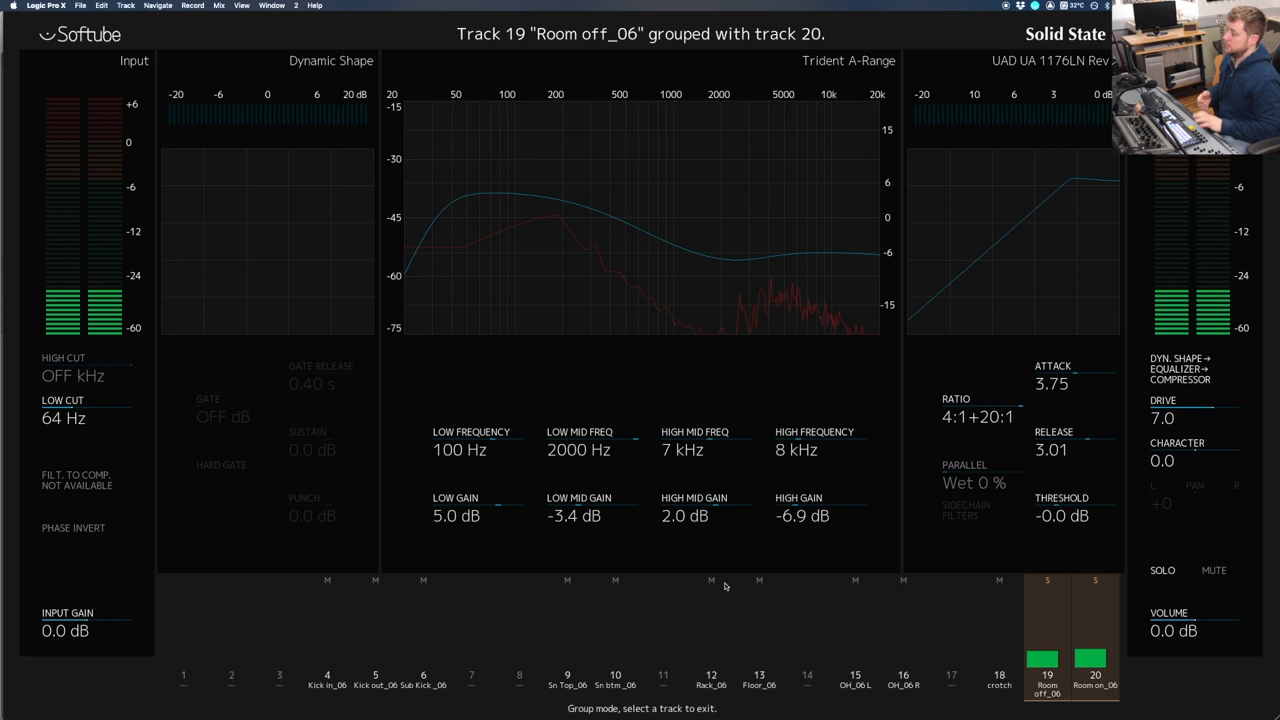 Logic Pro X File Edit Track Navigate Record Mix View Window 2 Help
32°C
Softube
Track 19 "Room off_06" grouped with track 20.
Solid State
Input
Dynamic Shape
Trident A-Range
UAD UA 1176LN Rev
-20 -6 0 6 20 dB
20 50 100 200 500 1000 2000 5000 10k 20k
-20 10 6 3 0 dB
+6
0
-6
-12
-24
-60
-15
-30
-45
-60
-75
15
6
0
-6
-15
-6
-12
-24
-60
HIGH CUT
OFF kHz
LOW CUT
64 Hz
FILT. TO COMP.
NOT AVAILABLE
PHASE INVERT
INPUT GAIN
0.0 dB
GATE RELEASE
0.40 s
GATE
OFF dB
SUSTAIN
0.0 dB
HARD GATE
PUNCH
0.0 dB
LOW FREQUENCY LOW MID FREQ HIGH MID FREQ HIGH FREQUENCY
100 Hz 2000 Hz 7 kHz 8 kHz
LOW GAIN LOW MID GAIN HIGH MID GAIN HIGH GAIN
5.0 dB -3.4 dB 2.0 dB -6.9 dB
ATTACK
3.75
RATIO
4:1+20:1
RELEASE
3.01
PARALLEL
Wet 0 %
SIDECHAIN
FILTERS
THRESHOLD
-0.0 dB
DYN. SHAPE→
EQUALIZER→
COMPRESSOR
DRIVE
7.0
CHARACTER
0.0
L PAN R
+0
SOLO MUTE
VOLUME
0.0 dB
M M M M M M M M M M S S
1 2 3 4 5 6 7 8 9 10 11 12 13 14 15 16 17 18 19 20
— — — Kick in_06 Kick out_06 Sub Kick _06 — — Sn Top_06 Sn btm _06 — Rack_06 Floor_06 — OH_06 L OH_06 R — crotch Room off_06 Room on_06
Group mode, select a track to exit.